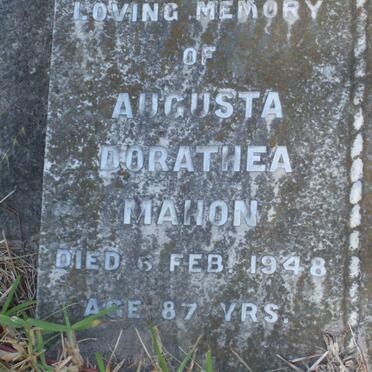 LOVING MEMORY
OF
AUGUSTA
DORATHEA
MAHON
DIED 6 FEB. 1948
AGE 87 YRS.